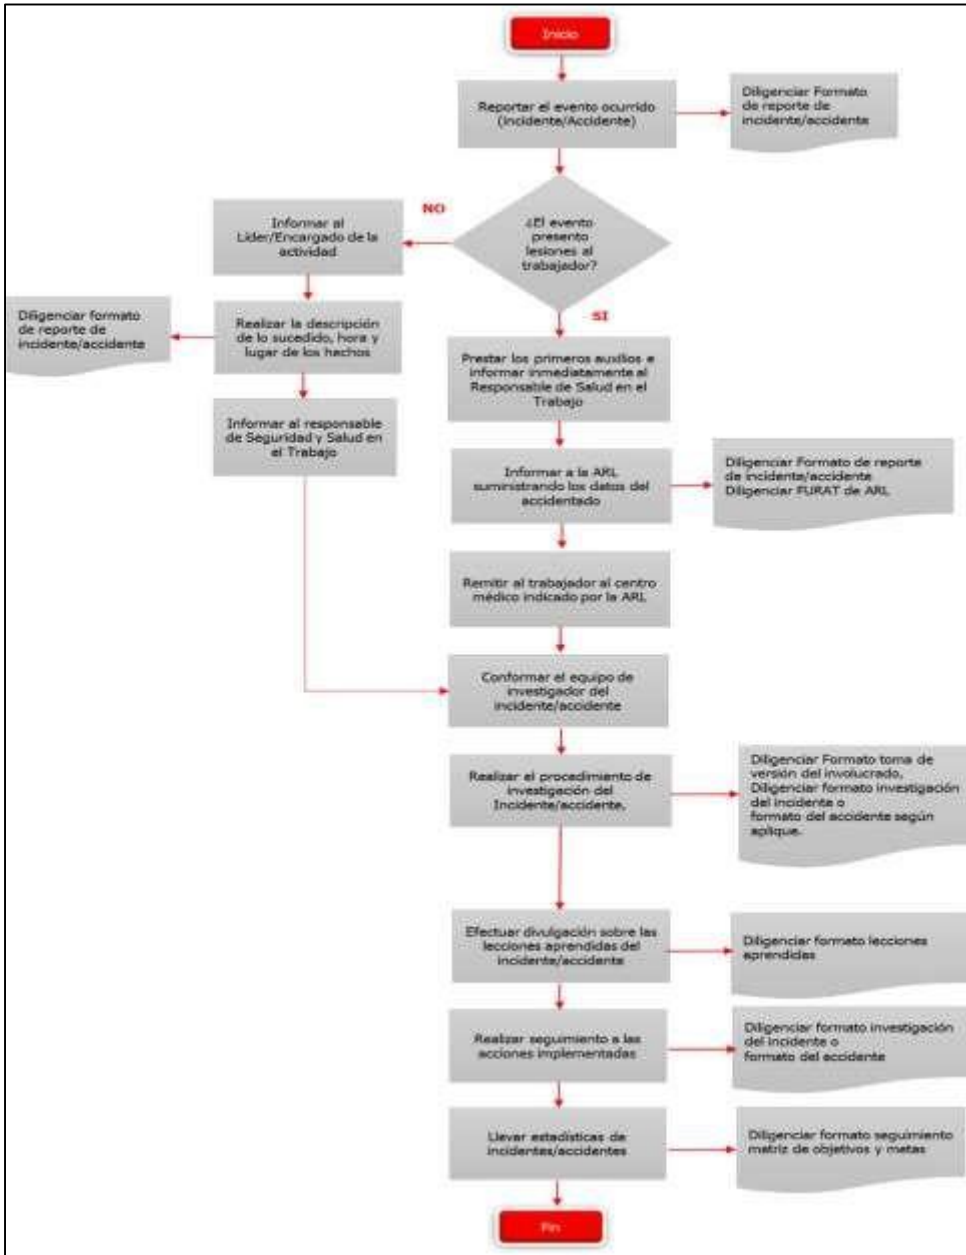 Inicio
Reportar el evento ocurrido
(Incidente/Accidente)
Diligenciar Formato
de reporte de
incidente/accidente
¿El evento
presento
lesiones al
trabajador?
NO
Informar al
Líder/Encargado de la
actividad
Realizar la descripción
de lo sucedido, hora y
lugar de los hechos
Diligenciar formato
de reporte de
incidente/accidente
Informar al responsable
de Seguridad y Salud en
el Trabajo
SI
Prestar los primeros auxilios e
informar inmediatamente al
Responsable de Salud en el
Trabajo
Informar a la ARL
suministrando los datos del
accidentado
Diligenciar Formato de reporte
de incidente/accidente
Diligenciar FURAT de ARL
Remitir al trabajador al centro
médico indicado por la ARL
Conformar el equipo de
investigador del
incidente/accidente
Realizar el procedimiento de
investigación del
Incidente/accidente.
Diligenciar Formato toma de
versión del involucrado,
Diligenciar formato investigación
del incidente o
formato del accidente según
aplique.
Efectuar divulgación sobre las
lecciones aprendidas del
incidente/accidente
Diligenciar formato lecciones
aprendidas
Realizar seguimiento a las
acciones implementadas
Diligenciar formato investigación
del incidente o
formato del accidente
Llevar estadísticas de
incidentes/accidentes
Diligenciar formato seguimiento
matriz de objetivos y metas
Fin